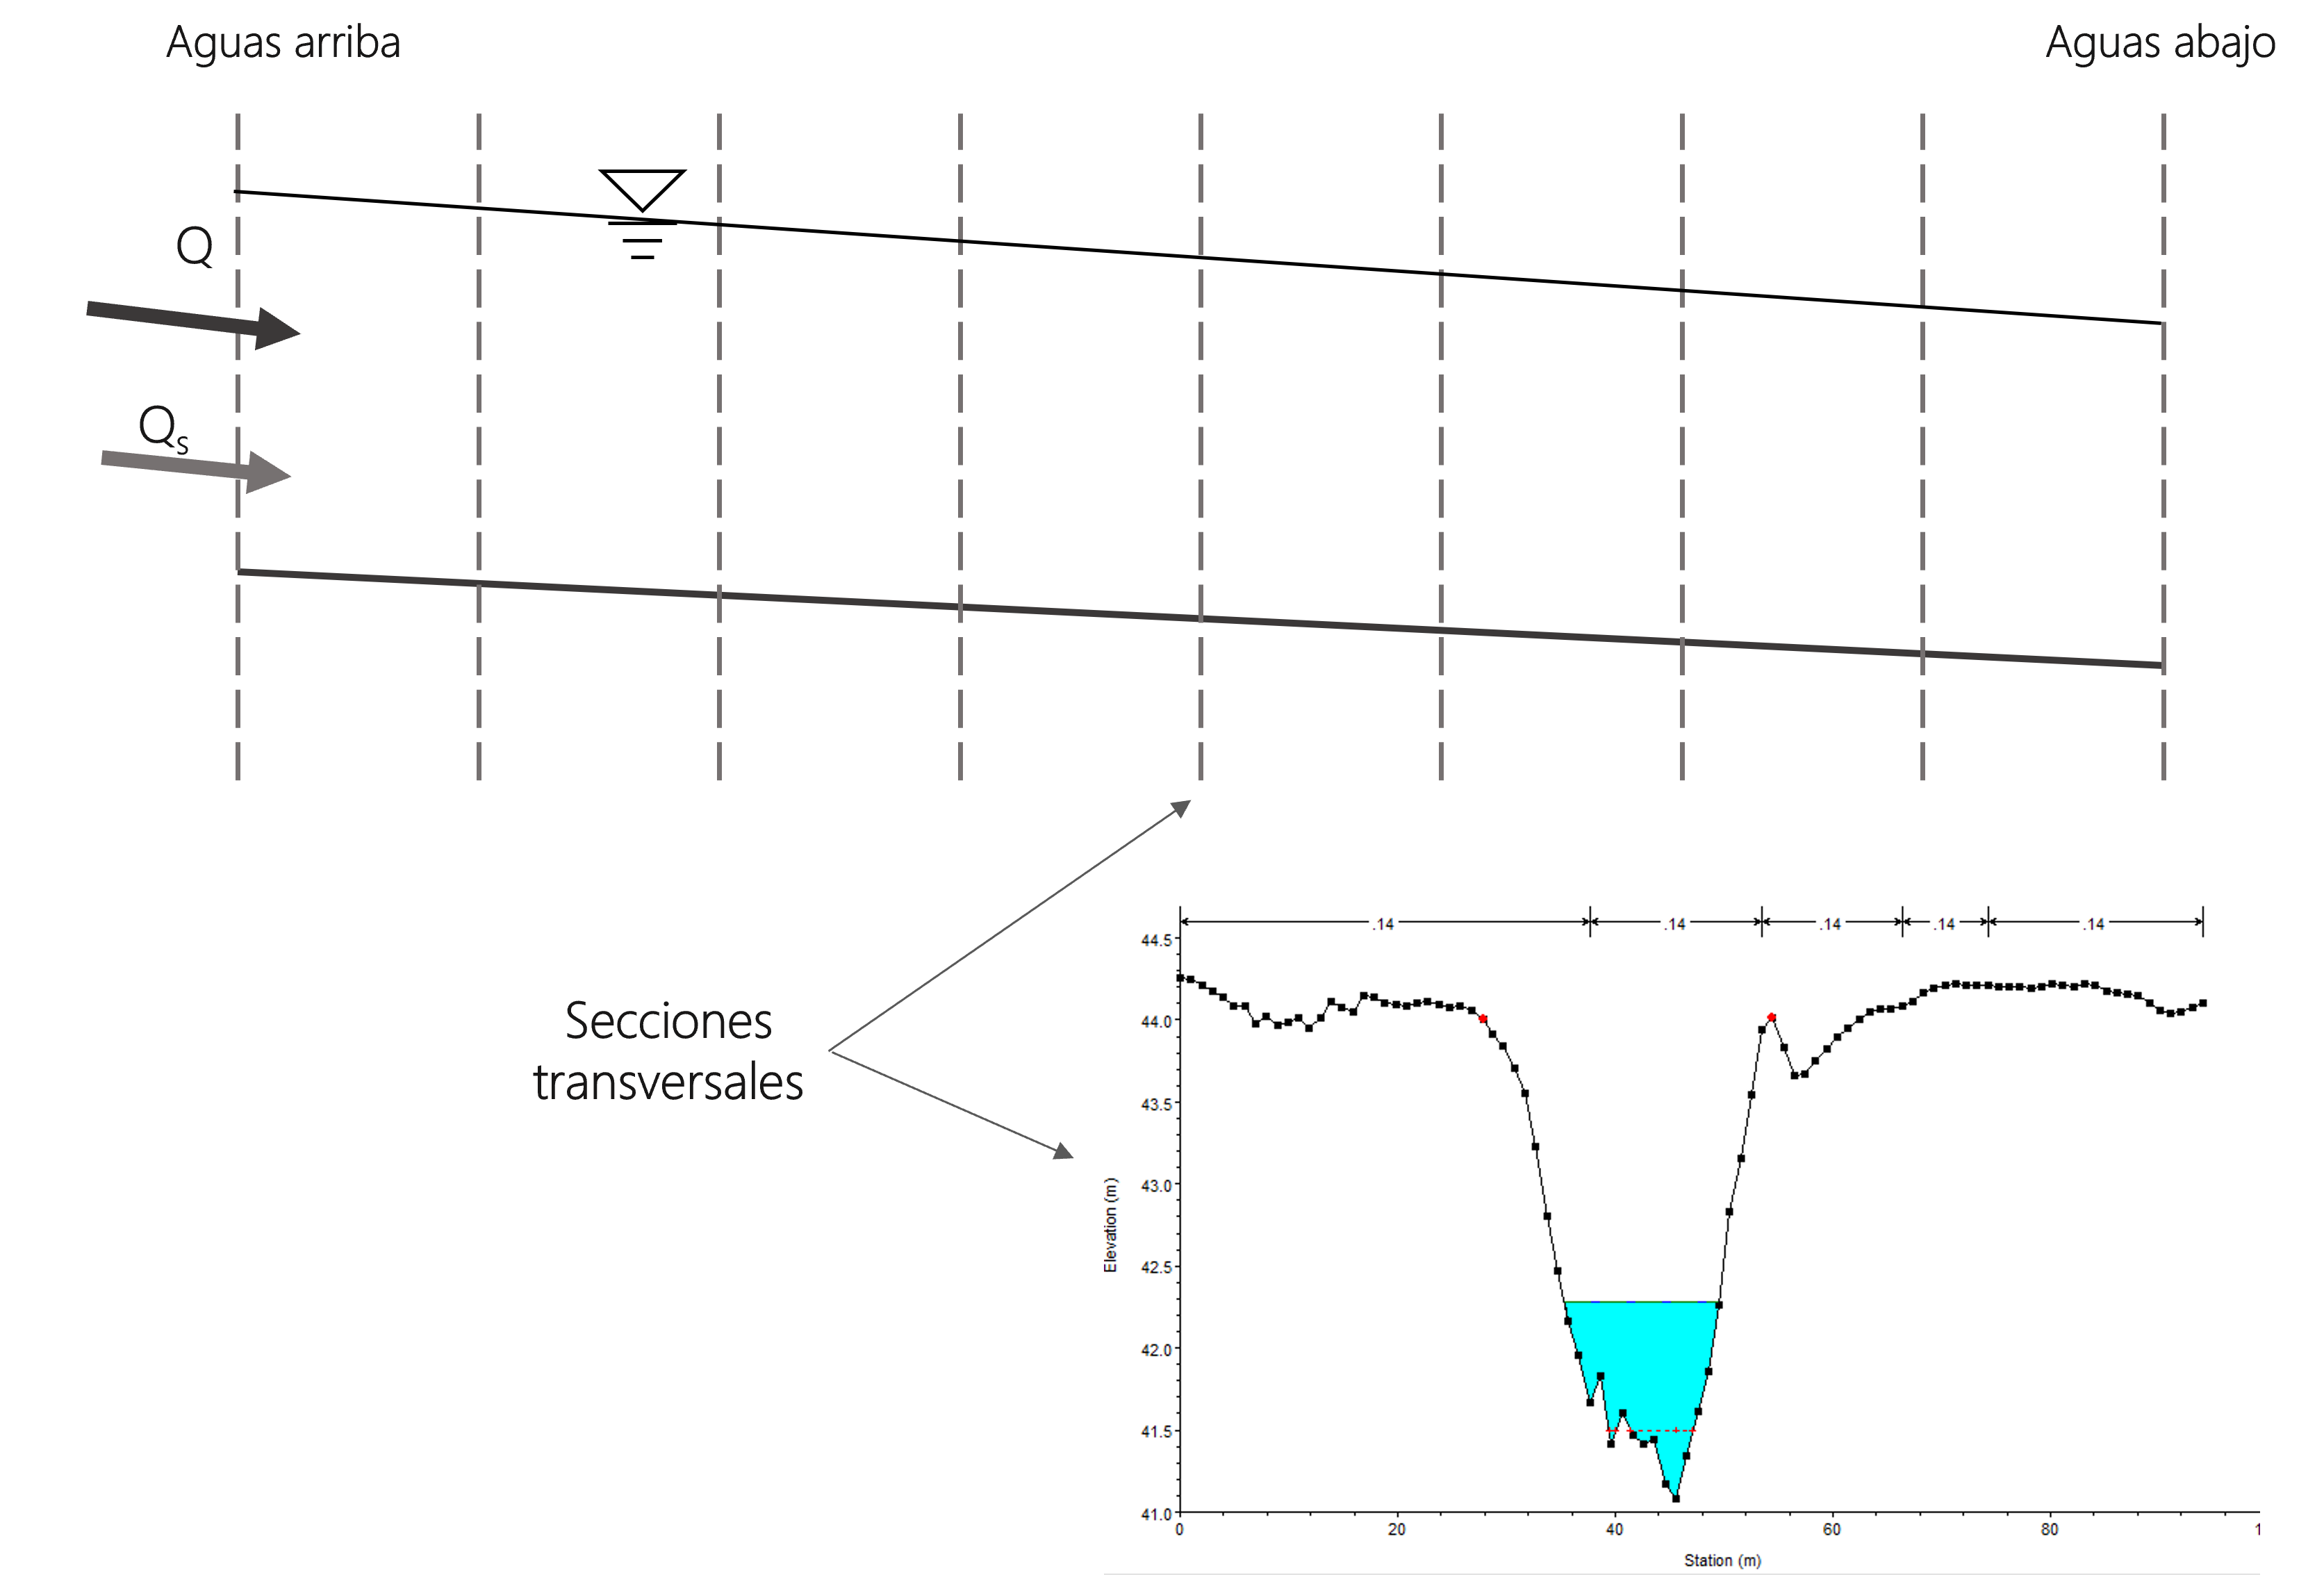 Aguas arriba
Aguas abajo
Q
Qs
Secciones
transversales
.14 .14 .14 .14 .14
44.5
44.0
43.5
43.0
42.5
42.0
41.5
41.0
Elevation (m)
0 20 40 60 80 1
Station (m)